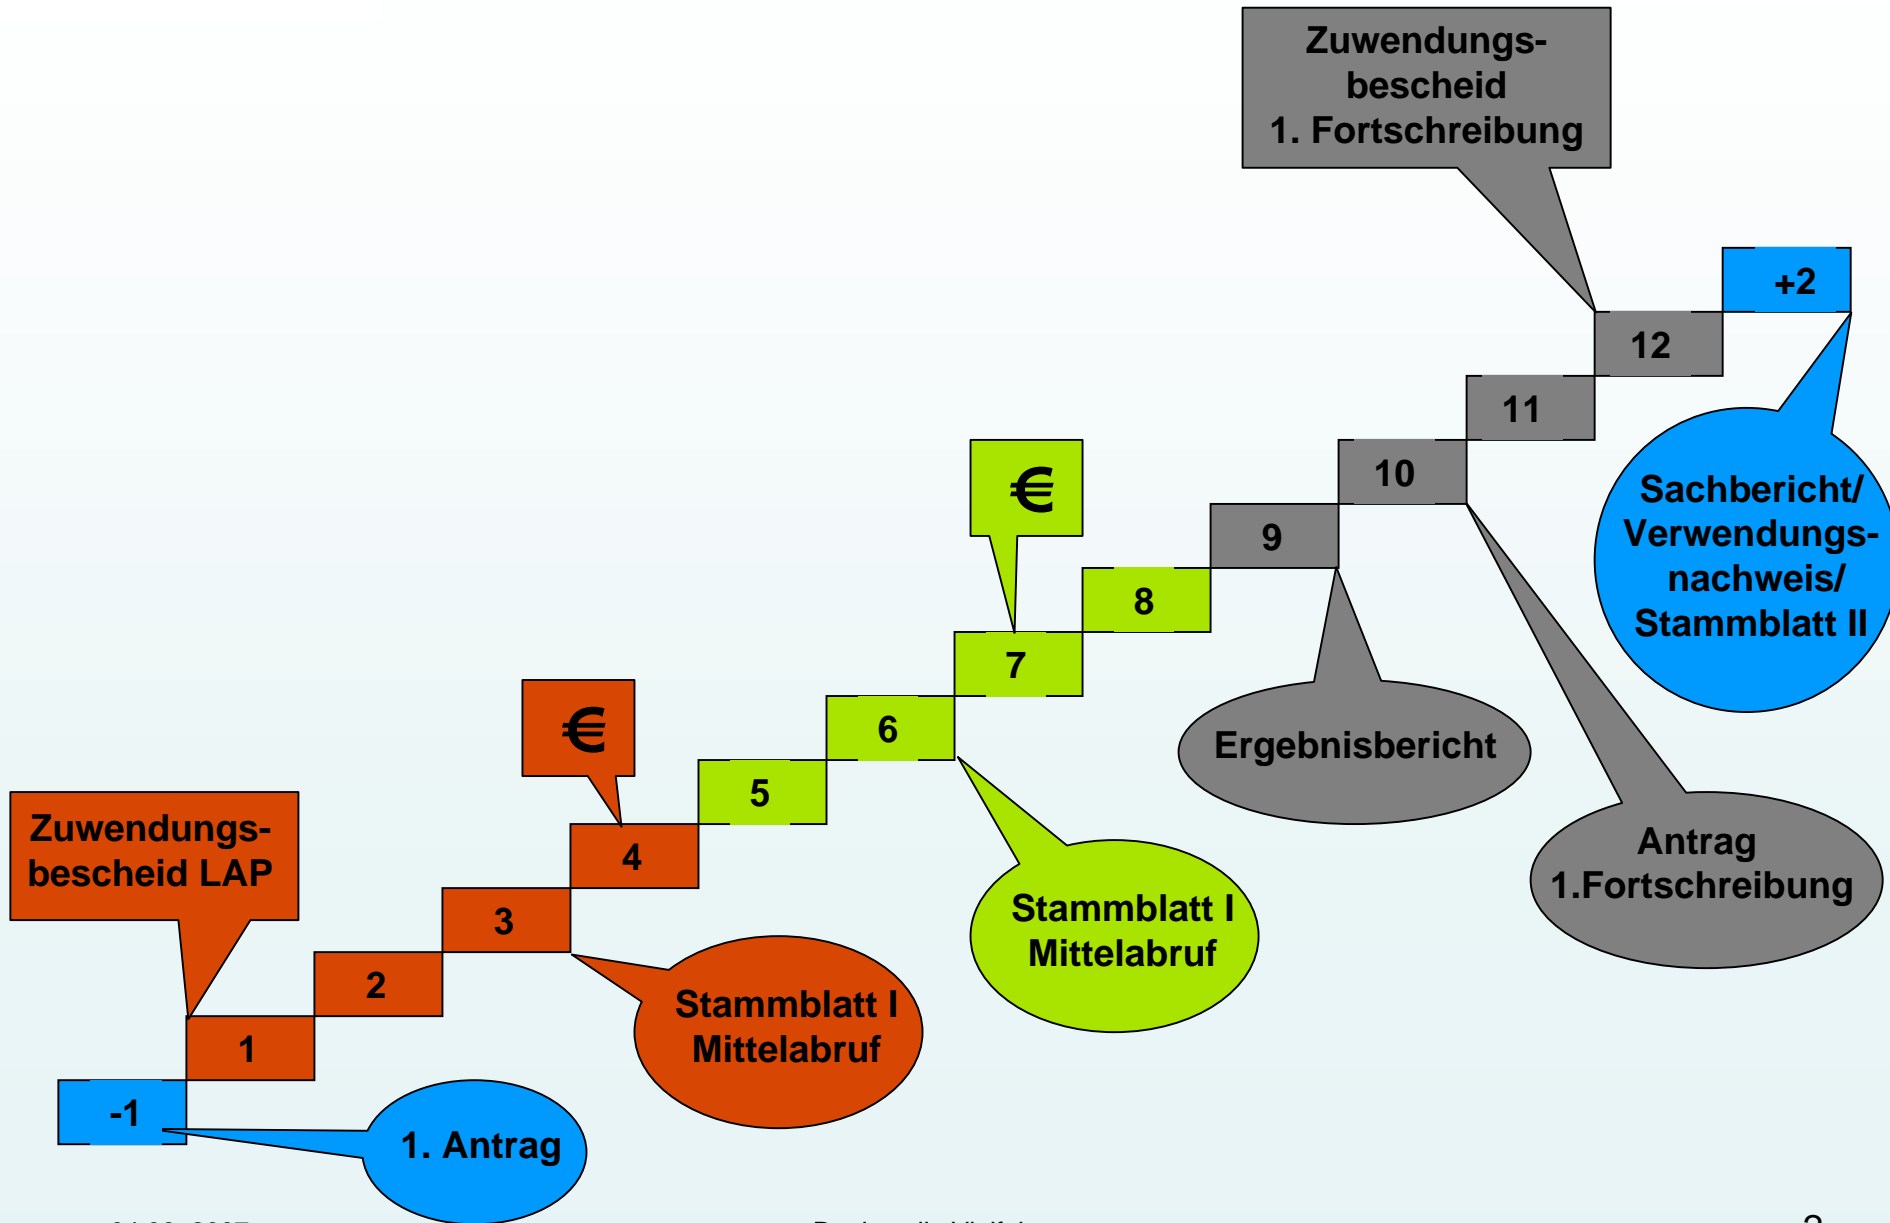 Zuwendungs-
bescheid
1. Fortschreibung
+2
12
11
10
€
9
Sachbericht/
Verwendungs-
nachweis/
Stammblatt II
8
7
€
6
Ergebnisbericht
5
Zuwendungs-
bescheid LAP
4
Antrag
1.Fortschreibung
Stammblatt I
Mittelabruf
3
2
Stammblatt I
Mittelabruf
1
-1
1. Antrag